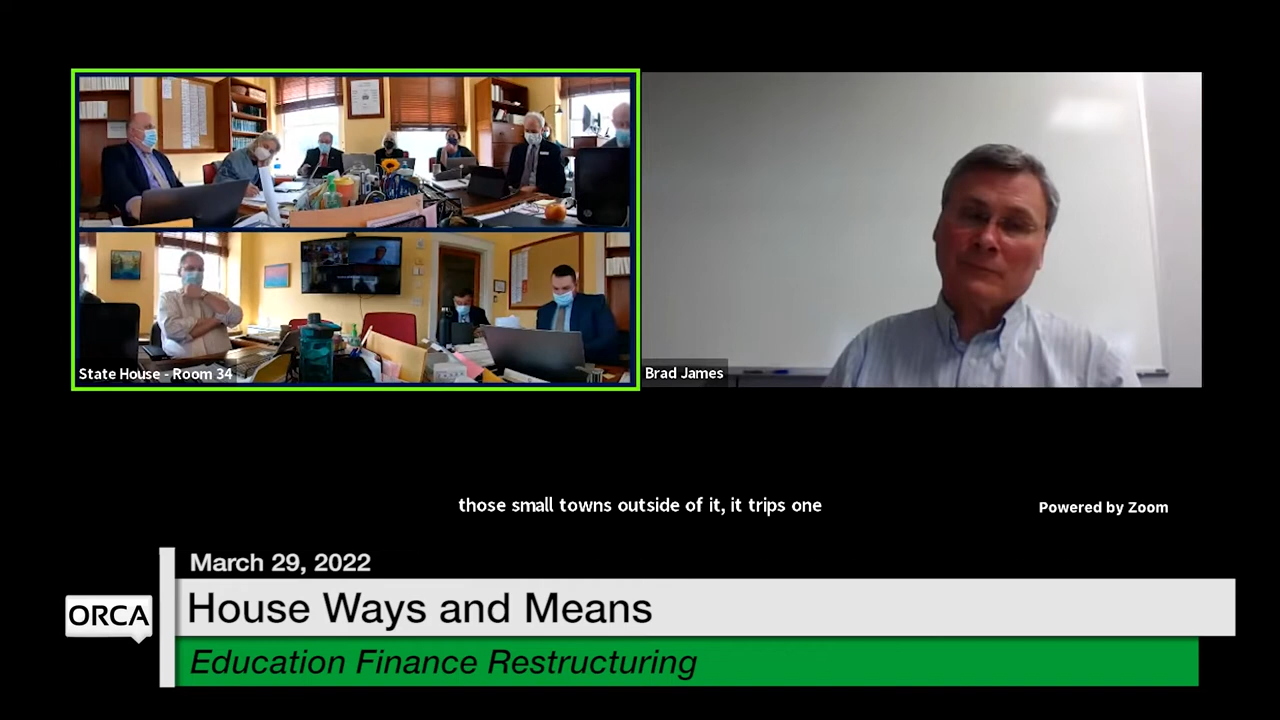 State House - Room 34
Brad James
those small towns outside of it, it trips one
Powered by Zoom
March 29, 2022
ORCA
House Ways and Means
Education Finance Restructuring